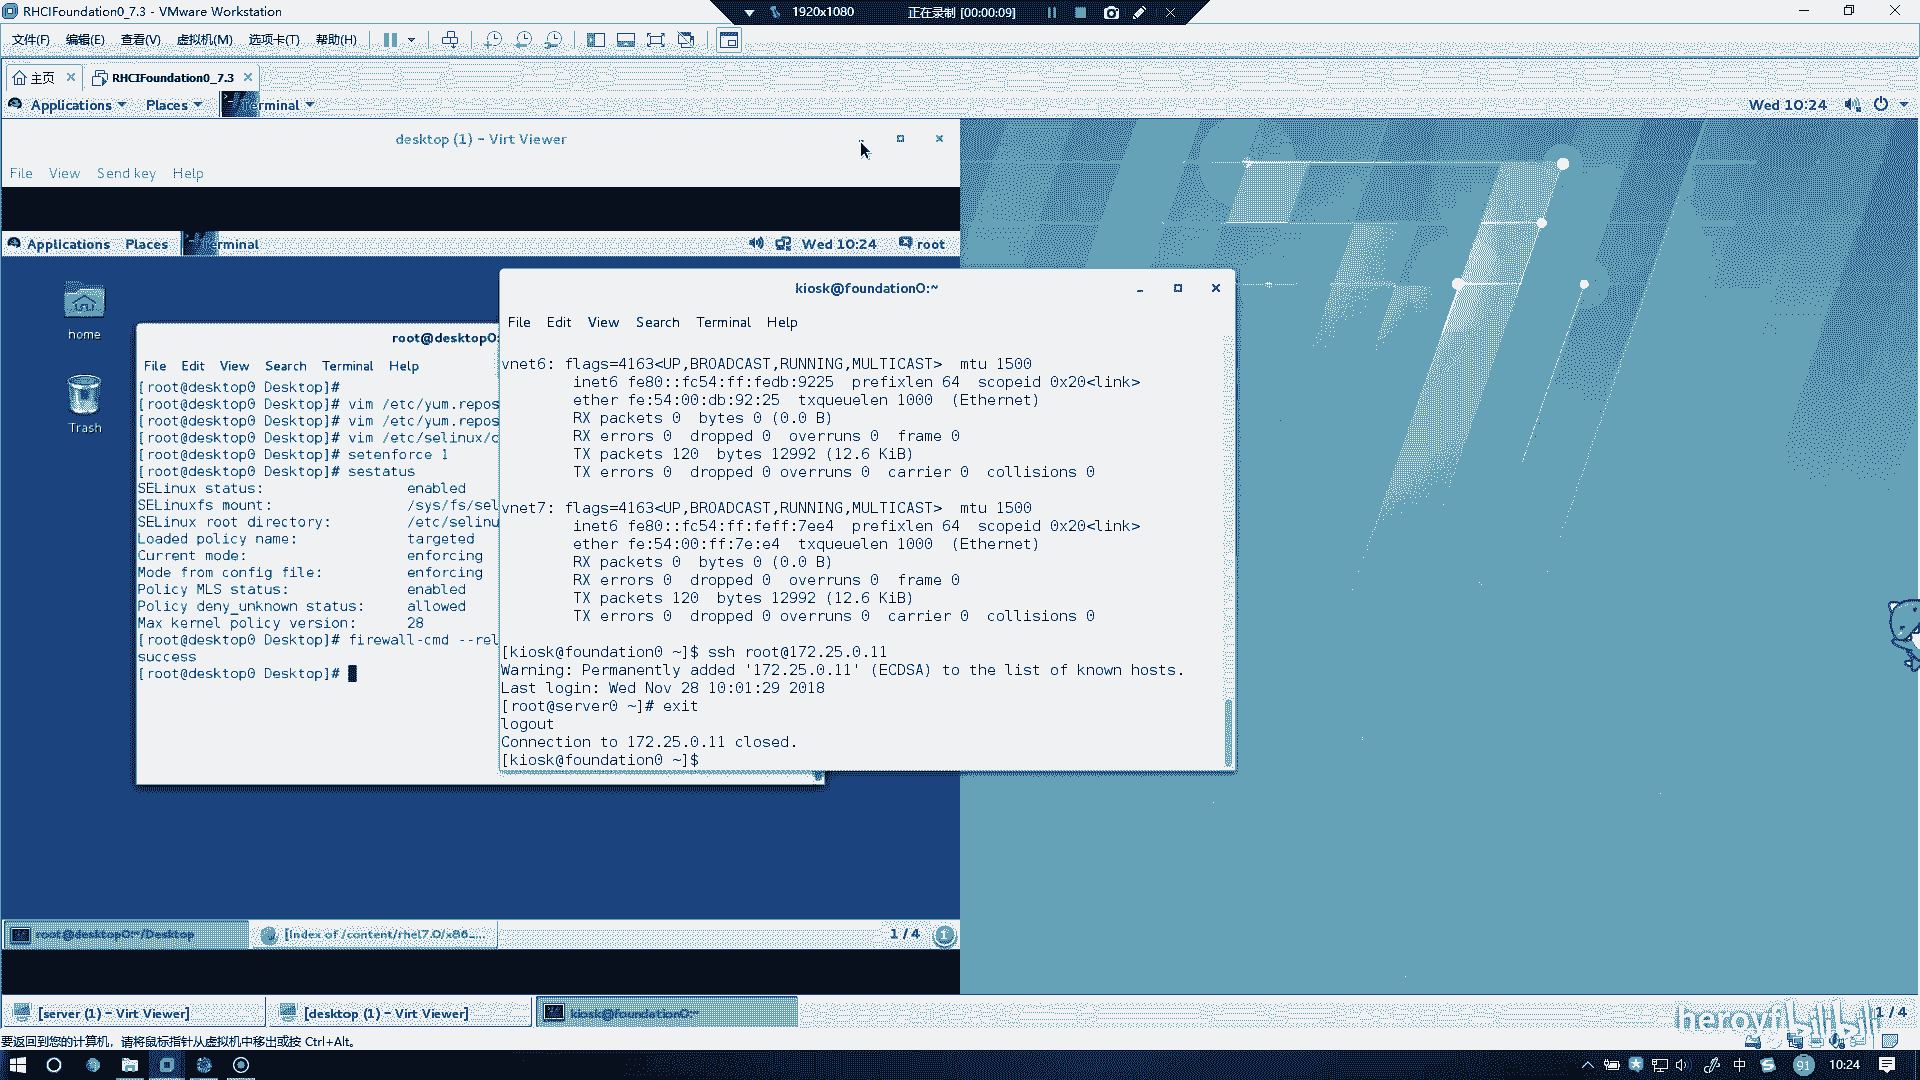 RHCIFoundation0_7.3 - VMware Workstation
1920x1080
正在录制 [00:00:09]
文件(F) 编辑(E) 查看(V) 虚拟机(M) 选项卡(T) 帮助(H)
主页
RHCIFoundation0_7.3
Applications Places Terminal
Wed 10:24
desktop (1) - Virt Viewer
File View Send key Help
Applications Places Terminal
Wed 10:24 root
home
Trash
root@desktop0:
File Edit View Search Terminal Help
[root@desktop0 Desktop]#
[root@desktop0 Desktop]# vim /etc/yum.repos
[root@desktop0 Desktop]# vim /etc/yum.repos
[root@desktop0 Desktop]# vim /etc/selinux/c
[root@desktop0 Desktop]# setenforce 1
[root@desktop0 Desktop]# sestatus
SELinux status: enabled
SELinuxfs mount: /sys/fs/sel
SELinux root directory: /etc/selinu
Loaded policy name: targeted
Current mode: enforcing
Mode from config file: enforcing
Policy MLS status: enabled
Policy deny_unknown status: allowed
Max kernel policy version: 28
[root@desktop0 Desktop]# firewall-cmd --rel
success
[root@desktop0 Desktop]#
kiosk@foundation0:~
File Edit View Search Terminal Help
vnet6: flags=4163<UP,BROADCAST,RUNNING,MULTICAST> mtu 1500
inet6 fe80::fc54:ff:fedb:9225 prefixlen 64 scopeid 0x20<link>
ether fe:54:00:db:92:25 txqueuelen 1000 (Ethernet)
RX packets 0 bytes 0 (0.0 B)
RX errors 0 dropped 0 overruns 0 frame 0
TX packets 120 bytes 12992 (12.6 KiB)
TX errors 0 dropped 0 overruns 0 carrier 0 collisions 0
vnet7: flags=4163<UP,BROADCAST,RUNNING,MULTICAST> mtu 1500
inet6 fe80::fc54:ff:feff:7ee4 prefixlen 64 scopeid 0x20<link>
ether fe:54:00:ff:7e:e4 txqueuelen 1000 (Ethernet)
RX packets 0 bytes 0 (0.0 B)
RX errors 0 dropped 0 overruns 0 frame 0
TX packets 120 bytes 12992 (12.6 KiB)
TX errors 0 dropped 0 overruns 0 carrier 0 collisions 0
[kiosk@foundation0 ~]$ ssh root@172.25.0.11
Warning: Permanently added '172.25.0.11' (ECDSA) to the list of known hosts.
Last login: Wed Nov 28 10:01:29 2018
[root@server0 ~]# exit
logout
Connection to 172.25.0.11 closed.
[kiosk@foundation0 ~]$
root@desktop0:~/Desktop
[Index of /content/rhel7.0/x86_...
1 / 4
[server (1) - Virt Viewer]
[desktop (1) - Virt Viewer]
kiosk@foundation0:~
1 / 4
bilibili
要返回到您的计算机，请将鼠标指针从虚拟机中移出或按 Ctrl+Alt。
中
91
10:24